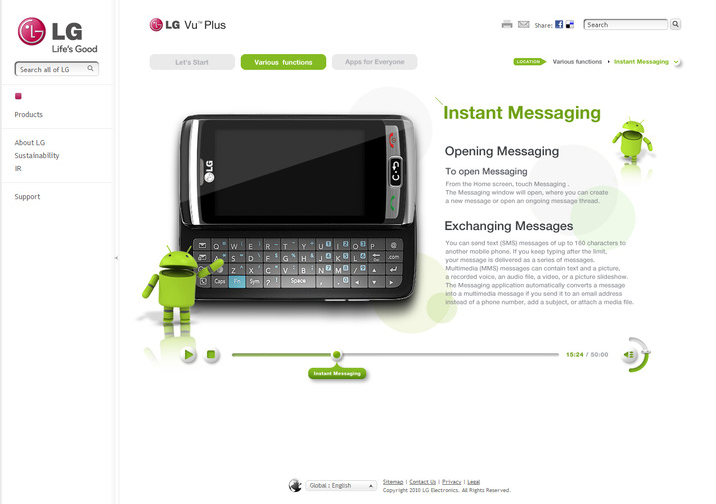 LG
Life's Good
Search all of LG
Products
About LG
Sustainability
IR
Support
LG Vu™ Plus
Share:
Search
Let's Start
Various functions
Apps for Everyone
LOCATION
Various functions
Instant Messaging
Instant Messaging
Opening Messaging
To open Messaging
From the Home screen, touch Messaging .
The Messaging window will open, where you can create
a new message or open an ongoing message thread.
Exchanging Messages
You can send text (SMS) messages of up to 160 characters to
another mobile phone. If you keep typing after the limit,
your message is delivered as a series of messages.
Multimedia (MMS) messages can contain text and a picture,
a recorded voice, an audio file, a video, or a picture slideshow.
The Messaging application automatically converts a message
into a multimedia message if you send it to an email address
instead of a phone number, add a subject, or attach a media file.
LG
Q W E R T Y U I O P @
A S D F G H J K L .com
Z X C V B N M
Caps Fn Sym Space
15:24 / 50:00
Instant Messaging
Global : English
Sitemap | Contact Us | Privacy | Legal
Copyright 2010 LG Electronics. All Rights Reserved.